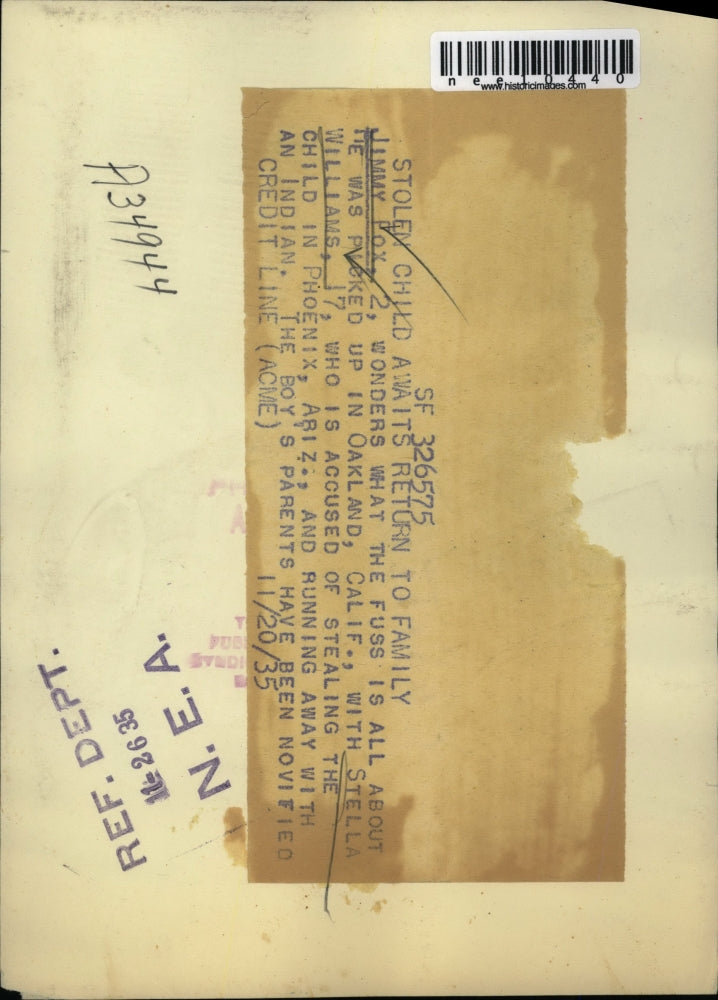 nee10440
www.historicimages.com
SF 326575
STOLEN CHILD AWAITS RETURN TO FAMILY
JIMMY FOX, 2, WONDERS WHAT THE FUSS IS ALL ABOUT
HE WAS PICKED UP IN OAKLAND, CALIF., WITH STELLA
WILLIAMS, 17, WHO IS ACCUSED OF STEALING THE
CHILD IN PHOENIX, ARIZ., AND RUNNING AWAY WITH
AN INDIAN. THE BOY'S PARENTS HAVE BEEN NOVIFIED
CREDIT LINE (ACME) 11/20/35
A34944
REF. DEPT.
11-26 35
N. E. A.